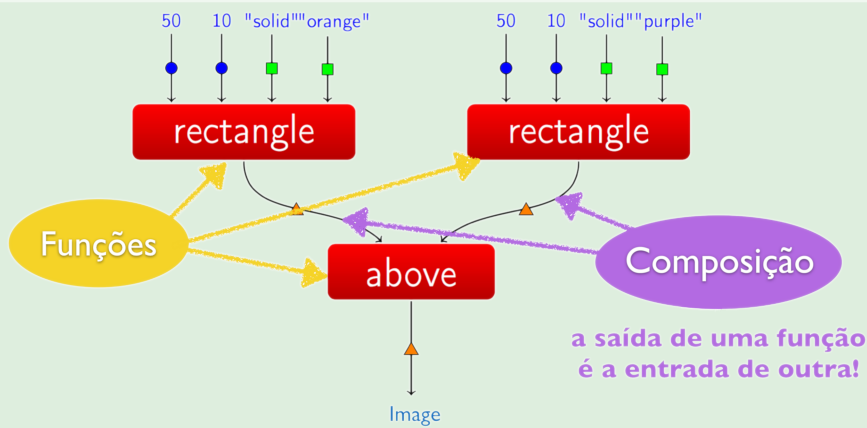 50 10 "solid""orange" 50 10 "solid""purple"
rectangle rectangle
Funções
above
Composição
a saída de uma função
é a entrada de outra!
Image